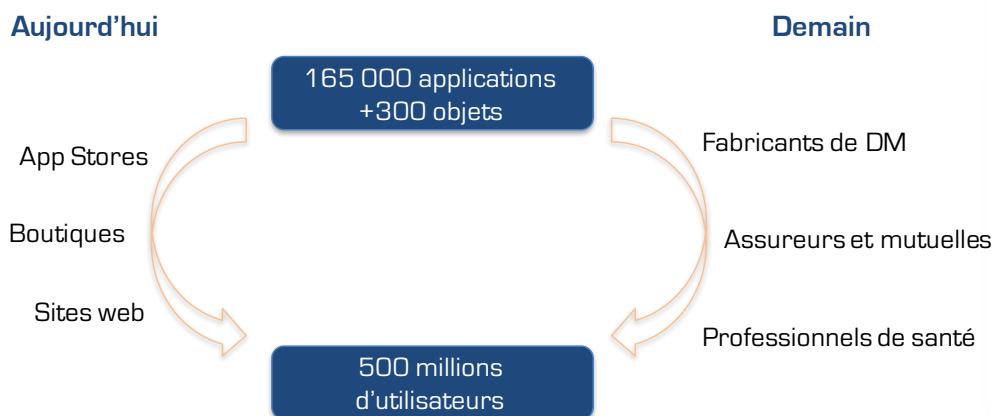 Aujourd’hui
Demain
165 000 applications
+300 objets
App Stores
Fabricants de DM
Boutiques
Assureurs et mutuelles
Sites web
Professionnels de santé
500 millions
d’utilisateurs